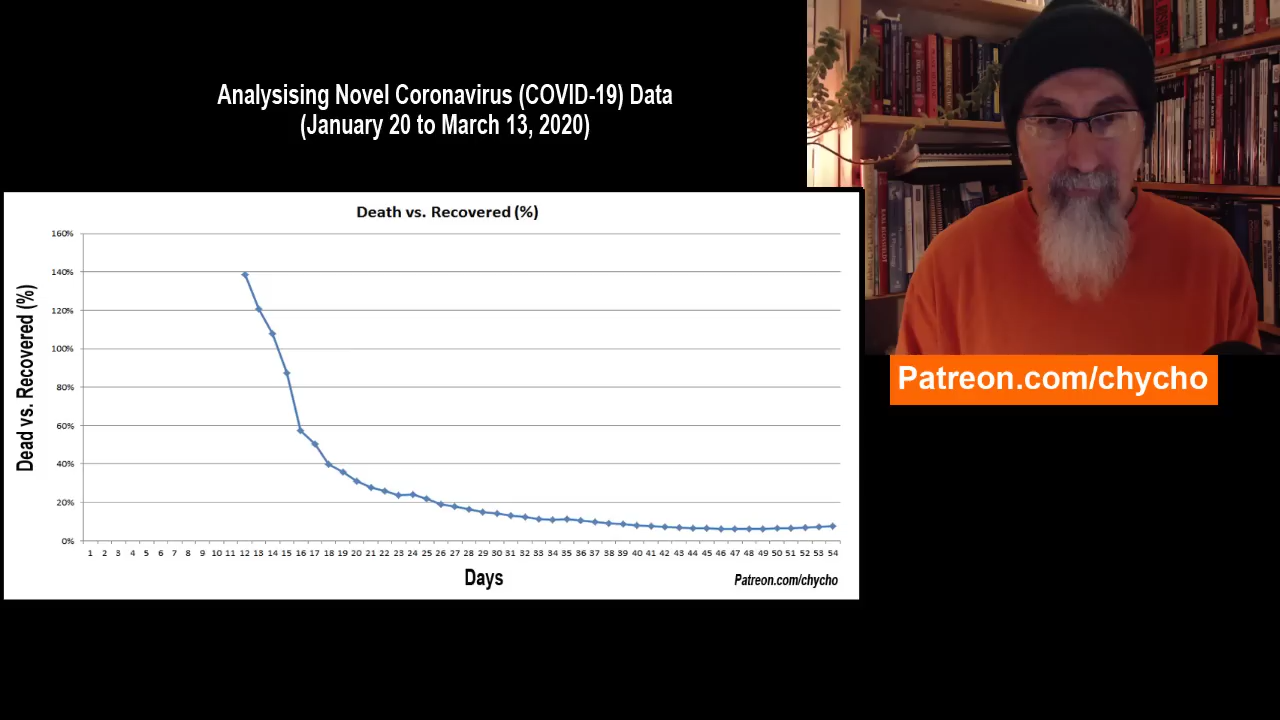 Analysising Novel Coronavirus (COVID-19) Data
(January 20 to March 13, 2020)
Death vs. Recovered (%)
160%
140%
120%
100%
80%
60%
40%
20%
0%
Dead vs. Recovered (%)
1 2 3 4 5 6 7 8 9 10 11 12 13 14 15 16 17 18 19 20 21 22 23 24 25 26 27 28 29 30 31 32 33 34 35 36 37 38 39 40 41 42 43 44 45 46 47 48 49 50 51 52 53 54
Days
Patreon.com/chycho
Patreon.com/chycho